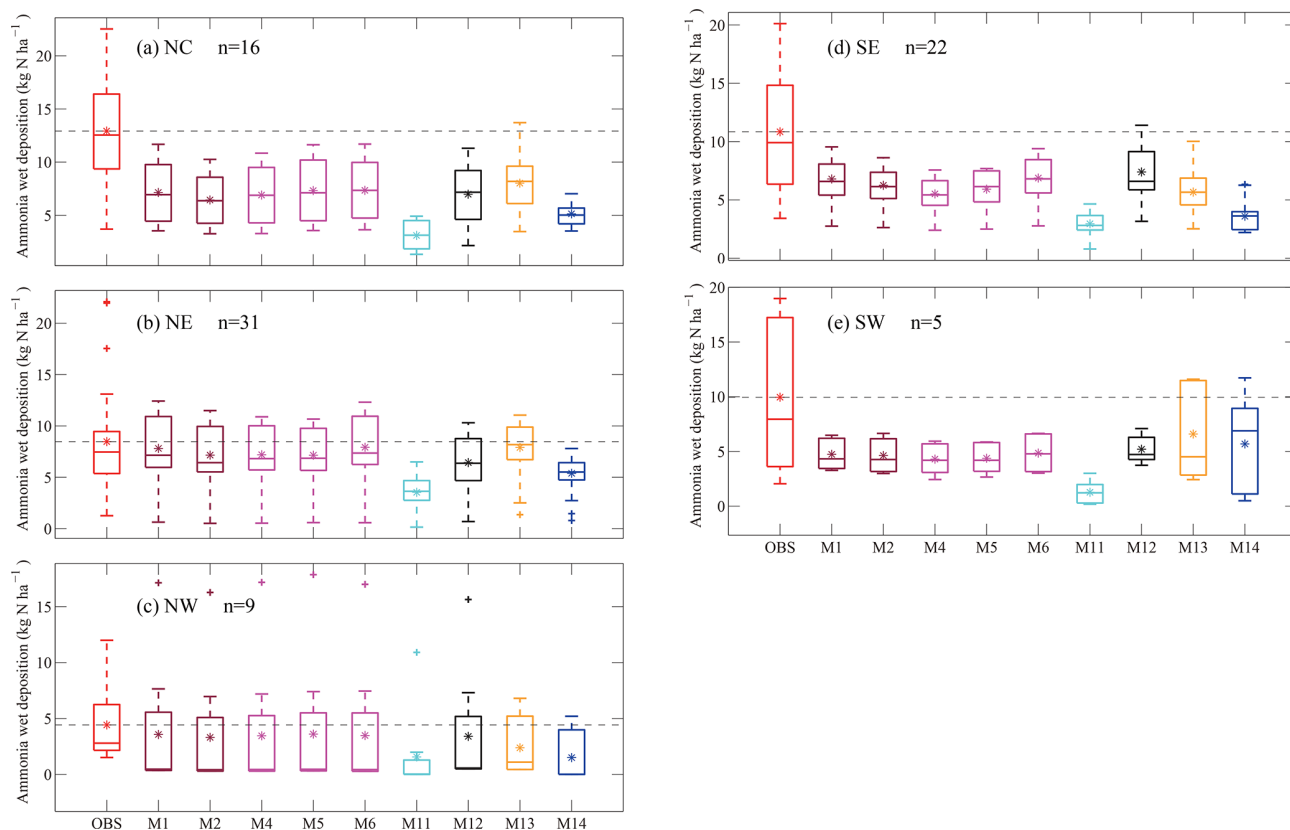 Ammonia wet deposition (kg N ha⁻¹)
(a) NC n=16
20
15
10
5
Ammonia wet deposition (kg N ha⁻¹)
(b) NE n=31
20
15
10
5
0
Ammonia wet deposition (kg N ha⁻¹)
(c) NW n=9
15
10
5
0
OBS M1 M2 M4 M5 M6 M11 M12 M13 M14
Ammonia wet deposition (kg N ha⁻¹)
(d) SE n=22
20
15
10
5
0
Ammonia wet deposition (kg N ha⁻¹)
(e) SW n=5
20
15
10
5
0
OBS M1 M2 M4 M5 M6 M11 M12 M13 M14